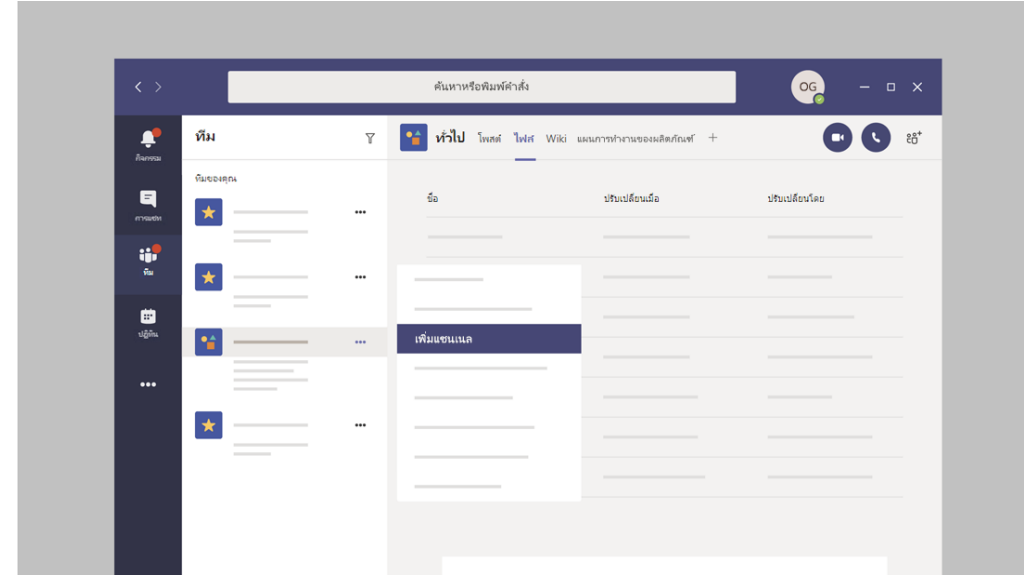 ค้นหาหรือพิมพ์คำสั่ง
OG
กิจกรรม
การแชท
ทีม
ปฏิทิน
ทีม
ทีมของคุณ
ทั่วไป โพสต์ ไฟล์ Wiki แผนการทำงานของผลิตภัณฑ์
ชื่อ ปรับเปลี่ยนเมื่อ ปรับเปลี่ยนโดย
เพิ่มแชนเนล